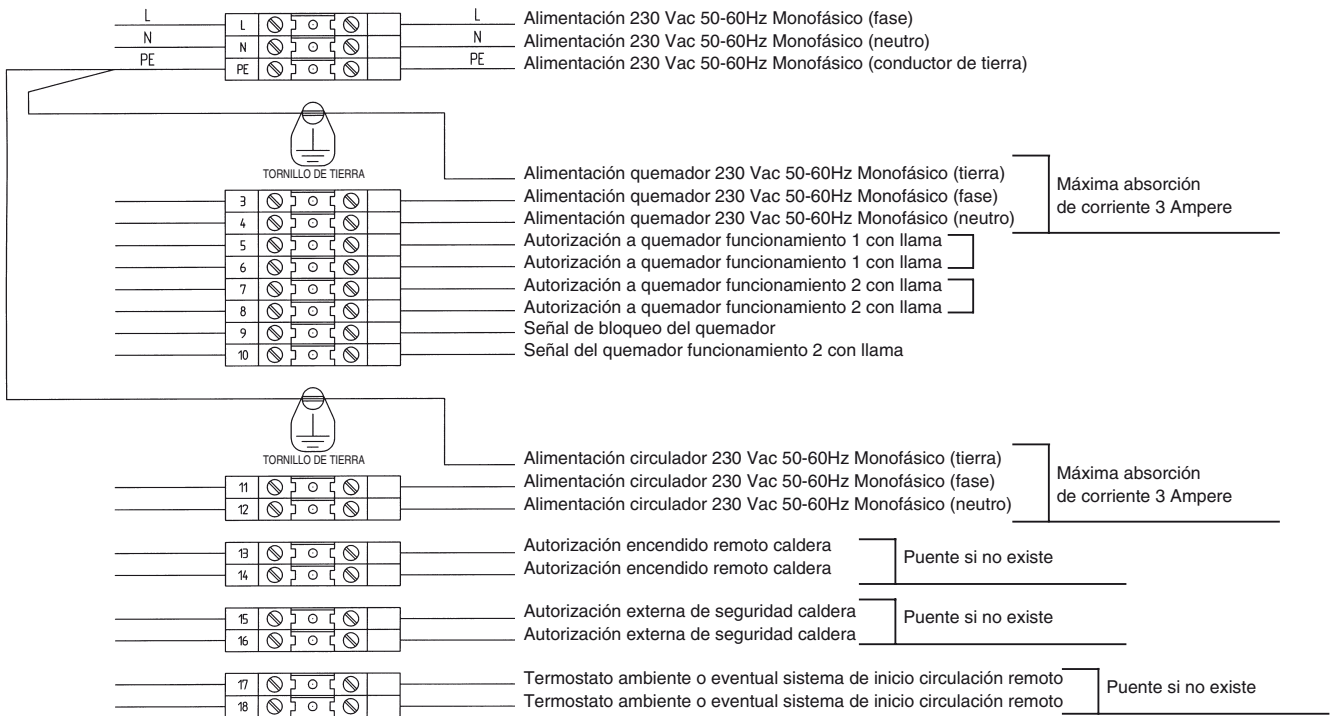 L L L Alimentación 230 Vac 50-60Hz Monofásico (fase)
N N N Alimentación 230 Vac 50-60Hz Monofásico (neutro)
PE PE PE Alimentación 230 Vac 50-60Hz Monofásico (conductor de tierra)
TORNILLO DE TIERRA Alimentación quemador 230 Vac 50-60Hz Monofásico (tierra)
3 Alimentación quemador 230 Vac 50-60Hz Monofásico (fase)
4 Alimentación quemador 230 Vac 50-60Hz Monofásico (neutro)
Máxima absorción
de corriente 3 Ampere
5 Autorización a quemador funcionamiento 1 con llama
6 Autorización a quemador funcionamiento 1 con llama
7 Autorización a quemador funcionamiento 2 con llama
8 Autorización a quemador funcionamiento 2 con llama
9 Señal de bloqueo del quemador
10 Señal del quemador funcionamiento 2 con llama
TORNILLO DE TIERRA Alimentación circulador 230 Vac 50-60Hz Monofásico (tierra)
11 Alimentación circulador 230 Vac 50-60Hz Monofásico (fase)
12 Alimentación circulador 230 Vac 50-60Hz Monofásico (neutro)
Máxima absorción
de corriente 3 Ampere
13 Autorización encendido remoto caldera
14 Autorización encendido remoto caldera
Puente si no existe
15 Autorización externa de seguridad caldera
16 Autorización externa de seguridad caldera
Puente si no existe
17 Termostato ambiente o eventual sistema de inicio circulación remoto
18 Termostato ambiente o eventual sistema de inicio circulación remoto
Puente si no existe